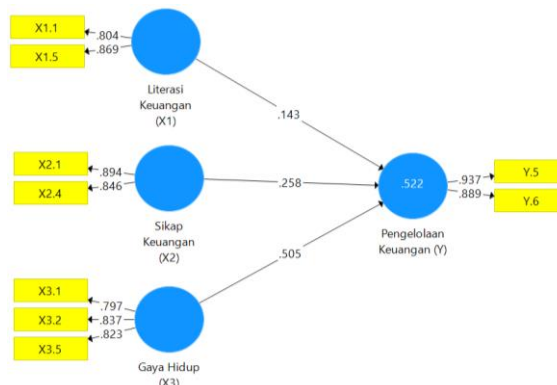 X1.1
.804
X1.5
.869
Literasi
Keuangan
(X1)
.143
X2.1
.894
X2.4
.846
Sikap
Keuangan
(X2)
.258
.522
.937
Y.5
.889
Y.6
Pengelolaan
Keuangan (Y)
.505
X3.1
.797
X3.2
.837
X3.5
.823
Gaya Hidup
(X3)